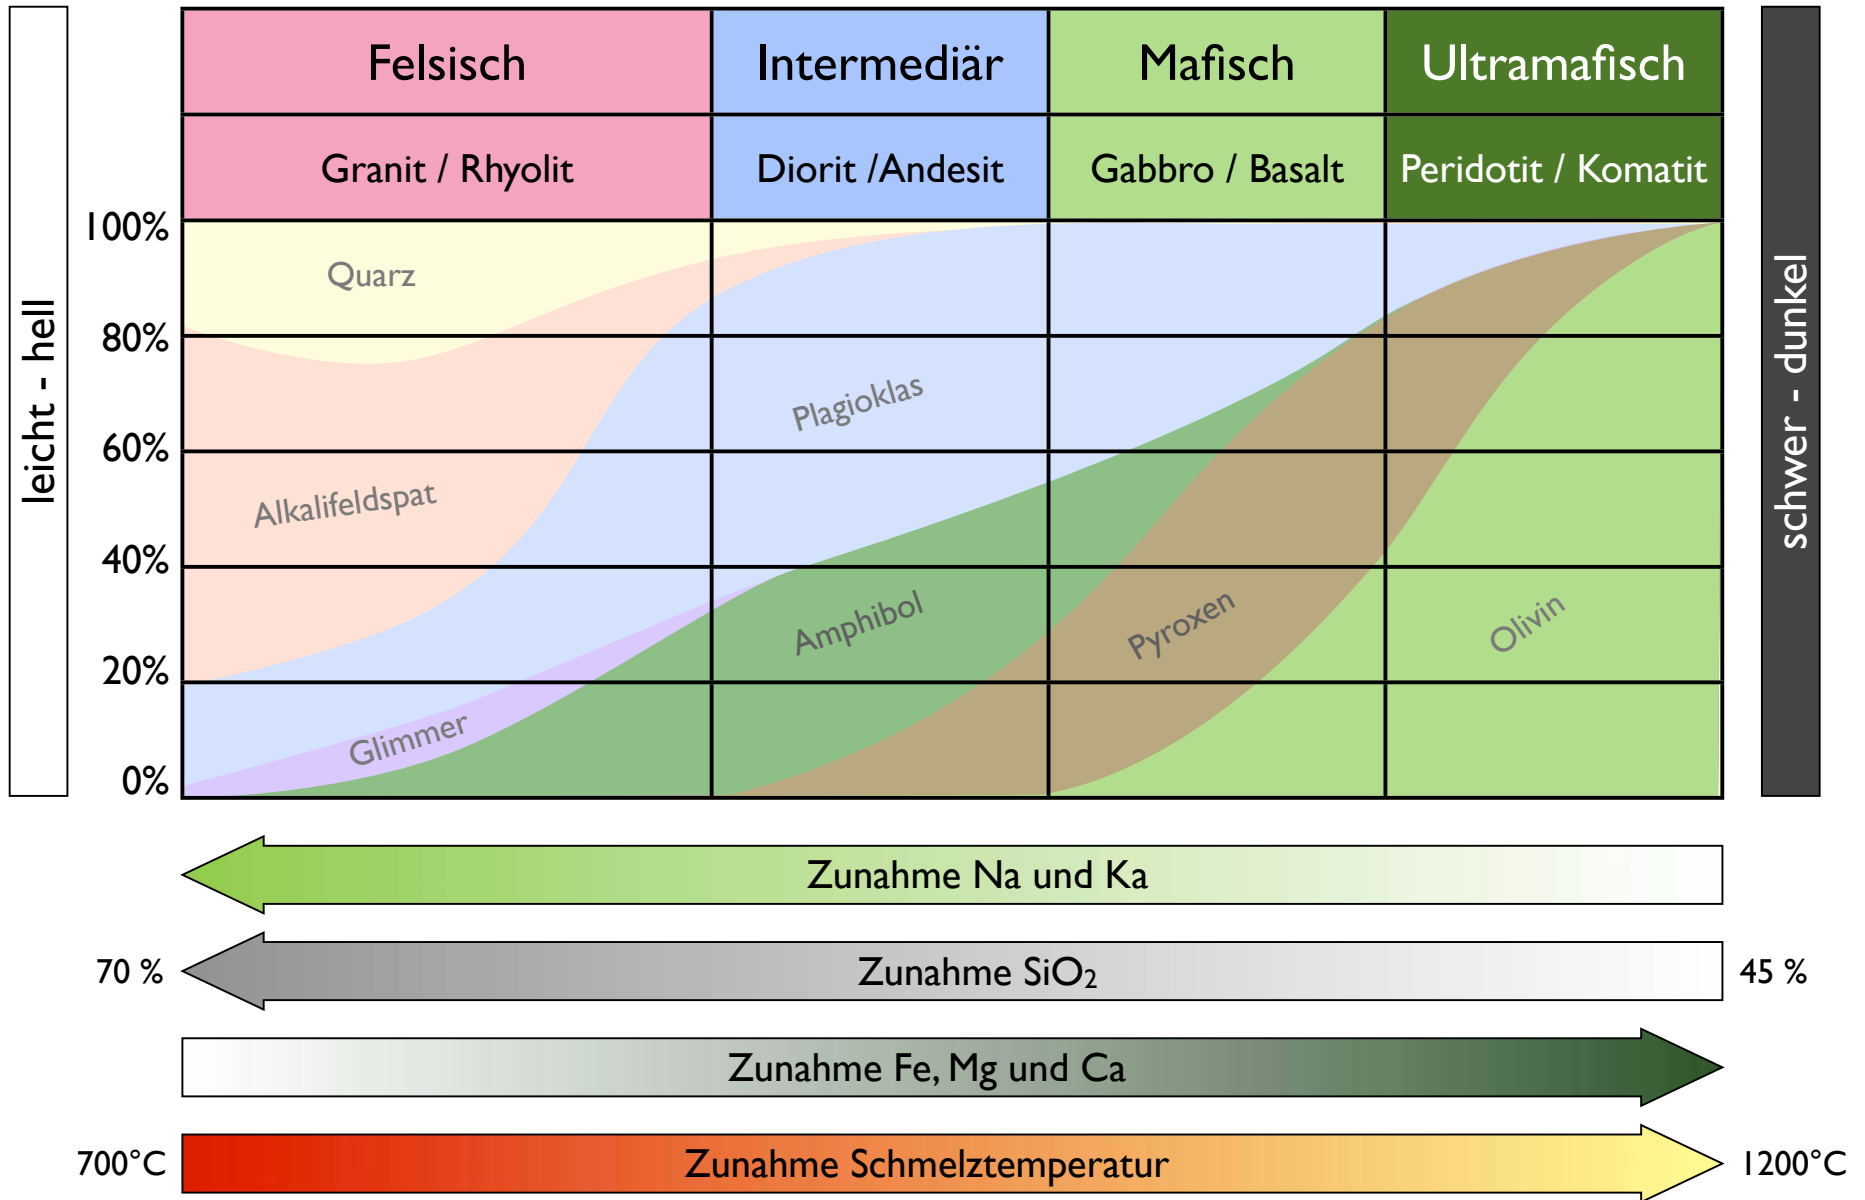 Felsisch
Intermediär
Mafisch
Ultramafisch
Granit / Rhyolit
Diorit /Andesit
Gabbro / Basalt
Peridotit / Komatit
leicht - hell
schwer - dunkel
100%
80%
60%
40%
20%
0%
Quarz
Alkalifeldspat
Plagioklas
Glimmer
Amphibol
Pyroxen
Olivin
Zunahme Na und Ka
70 %
Zunahme SiO₂
45 %
Zunahme Fe, Mg und Ca
700°C
Zunahme Schmelztemperatur
1200°C